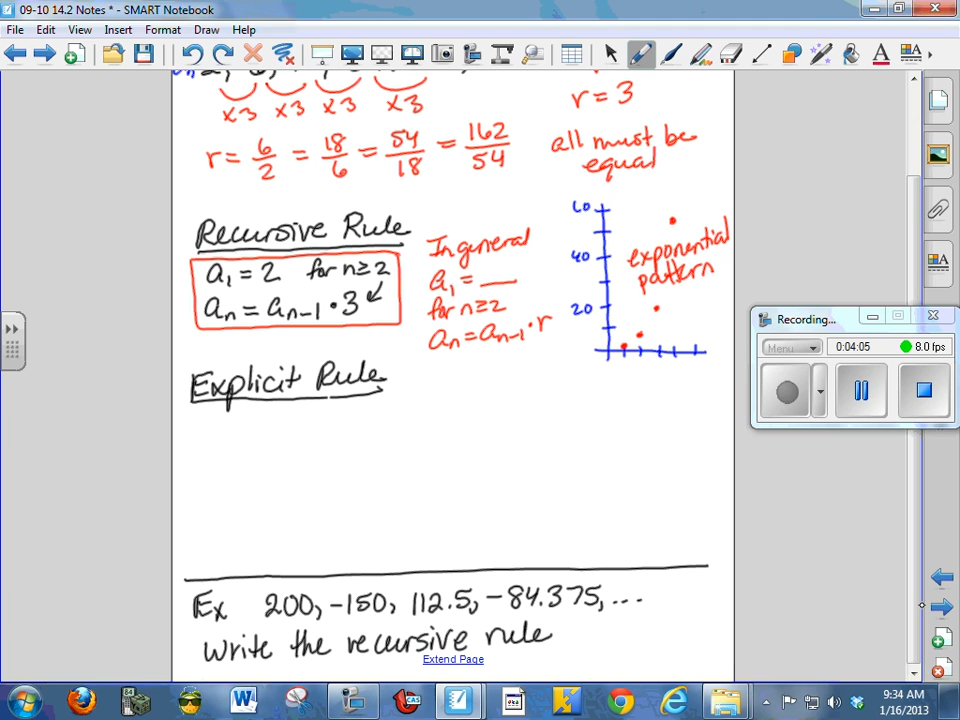 09-10 14.2 Notes * - SMART Notebook
File Edit View Insert Format Draw Help
x3 x3 x3 x3
r = 3
r = 6/2 = 18/6 = 54/18 = 162/54
all must be
equal
Recursive Rule
a1 = 2 for n≥2
an = an-1 · 3
In general
a1 = __
for n≥2
an = an-1 · r
60
40
20
exponential
pattern
Explicit Rule
Ex 200, -150, 112.5, -84.375, ...
Write the recursive rule
Extend Page
Recording...
Menu
0:04:05
8.0 fps
84
CAS
9:34 AM
1/16/2013